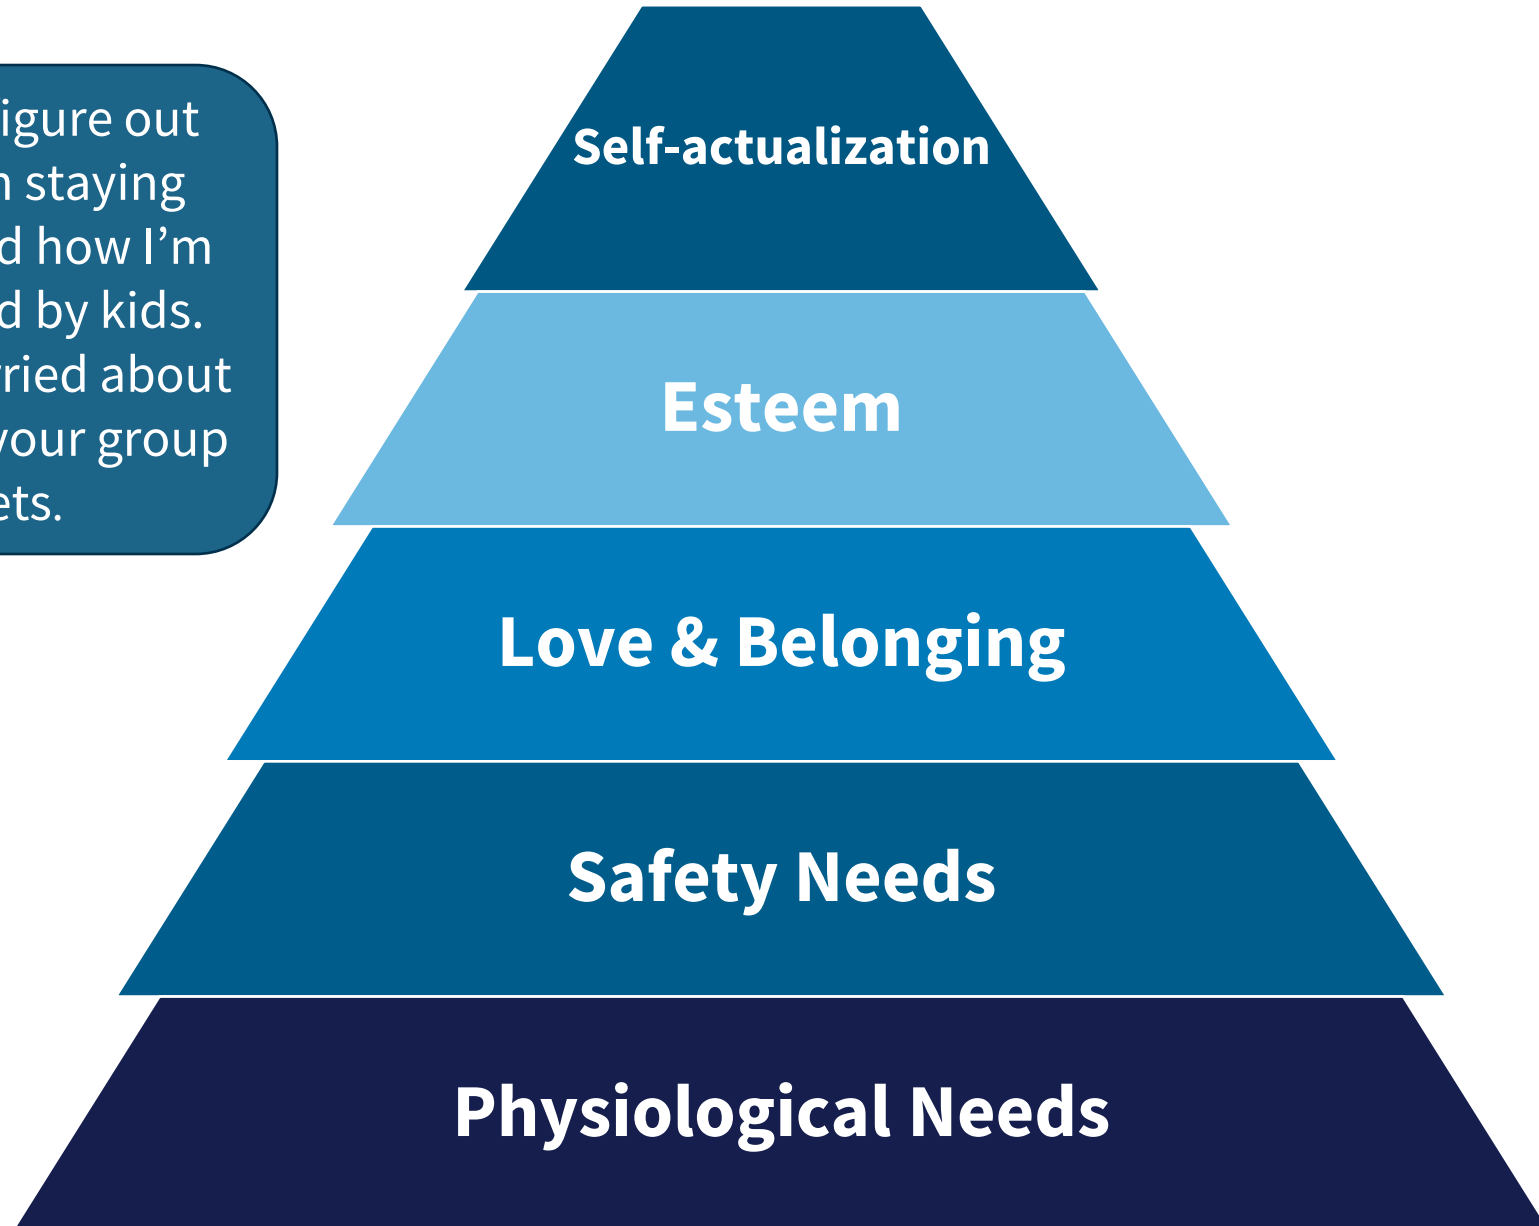 igure out
staying
how I’m
by kids.
about
your group
ets.
Self-actualization
Esteem
Love & Belonging
Safety Needs
Physiological Needs